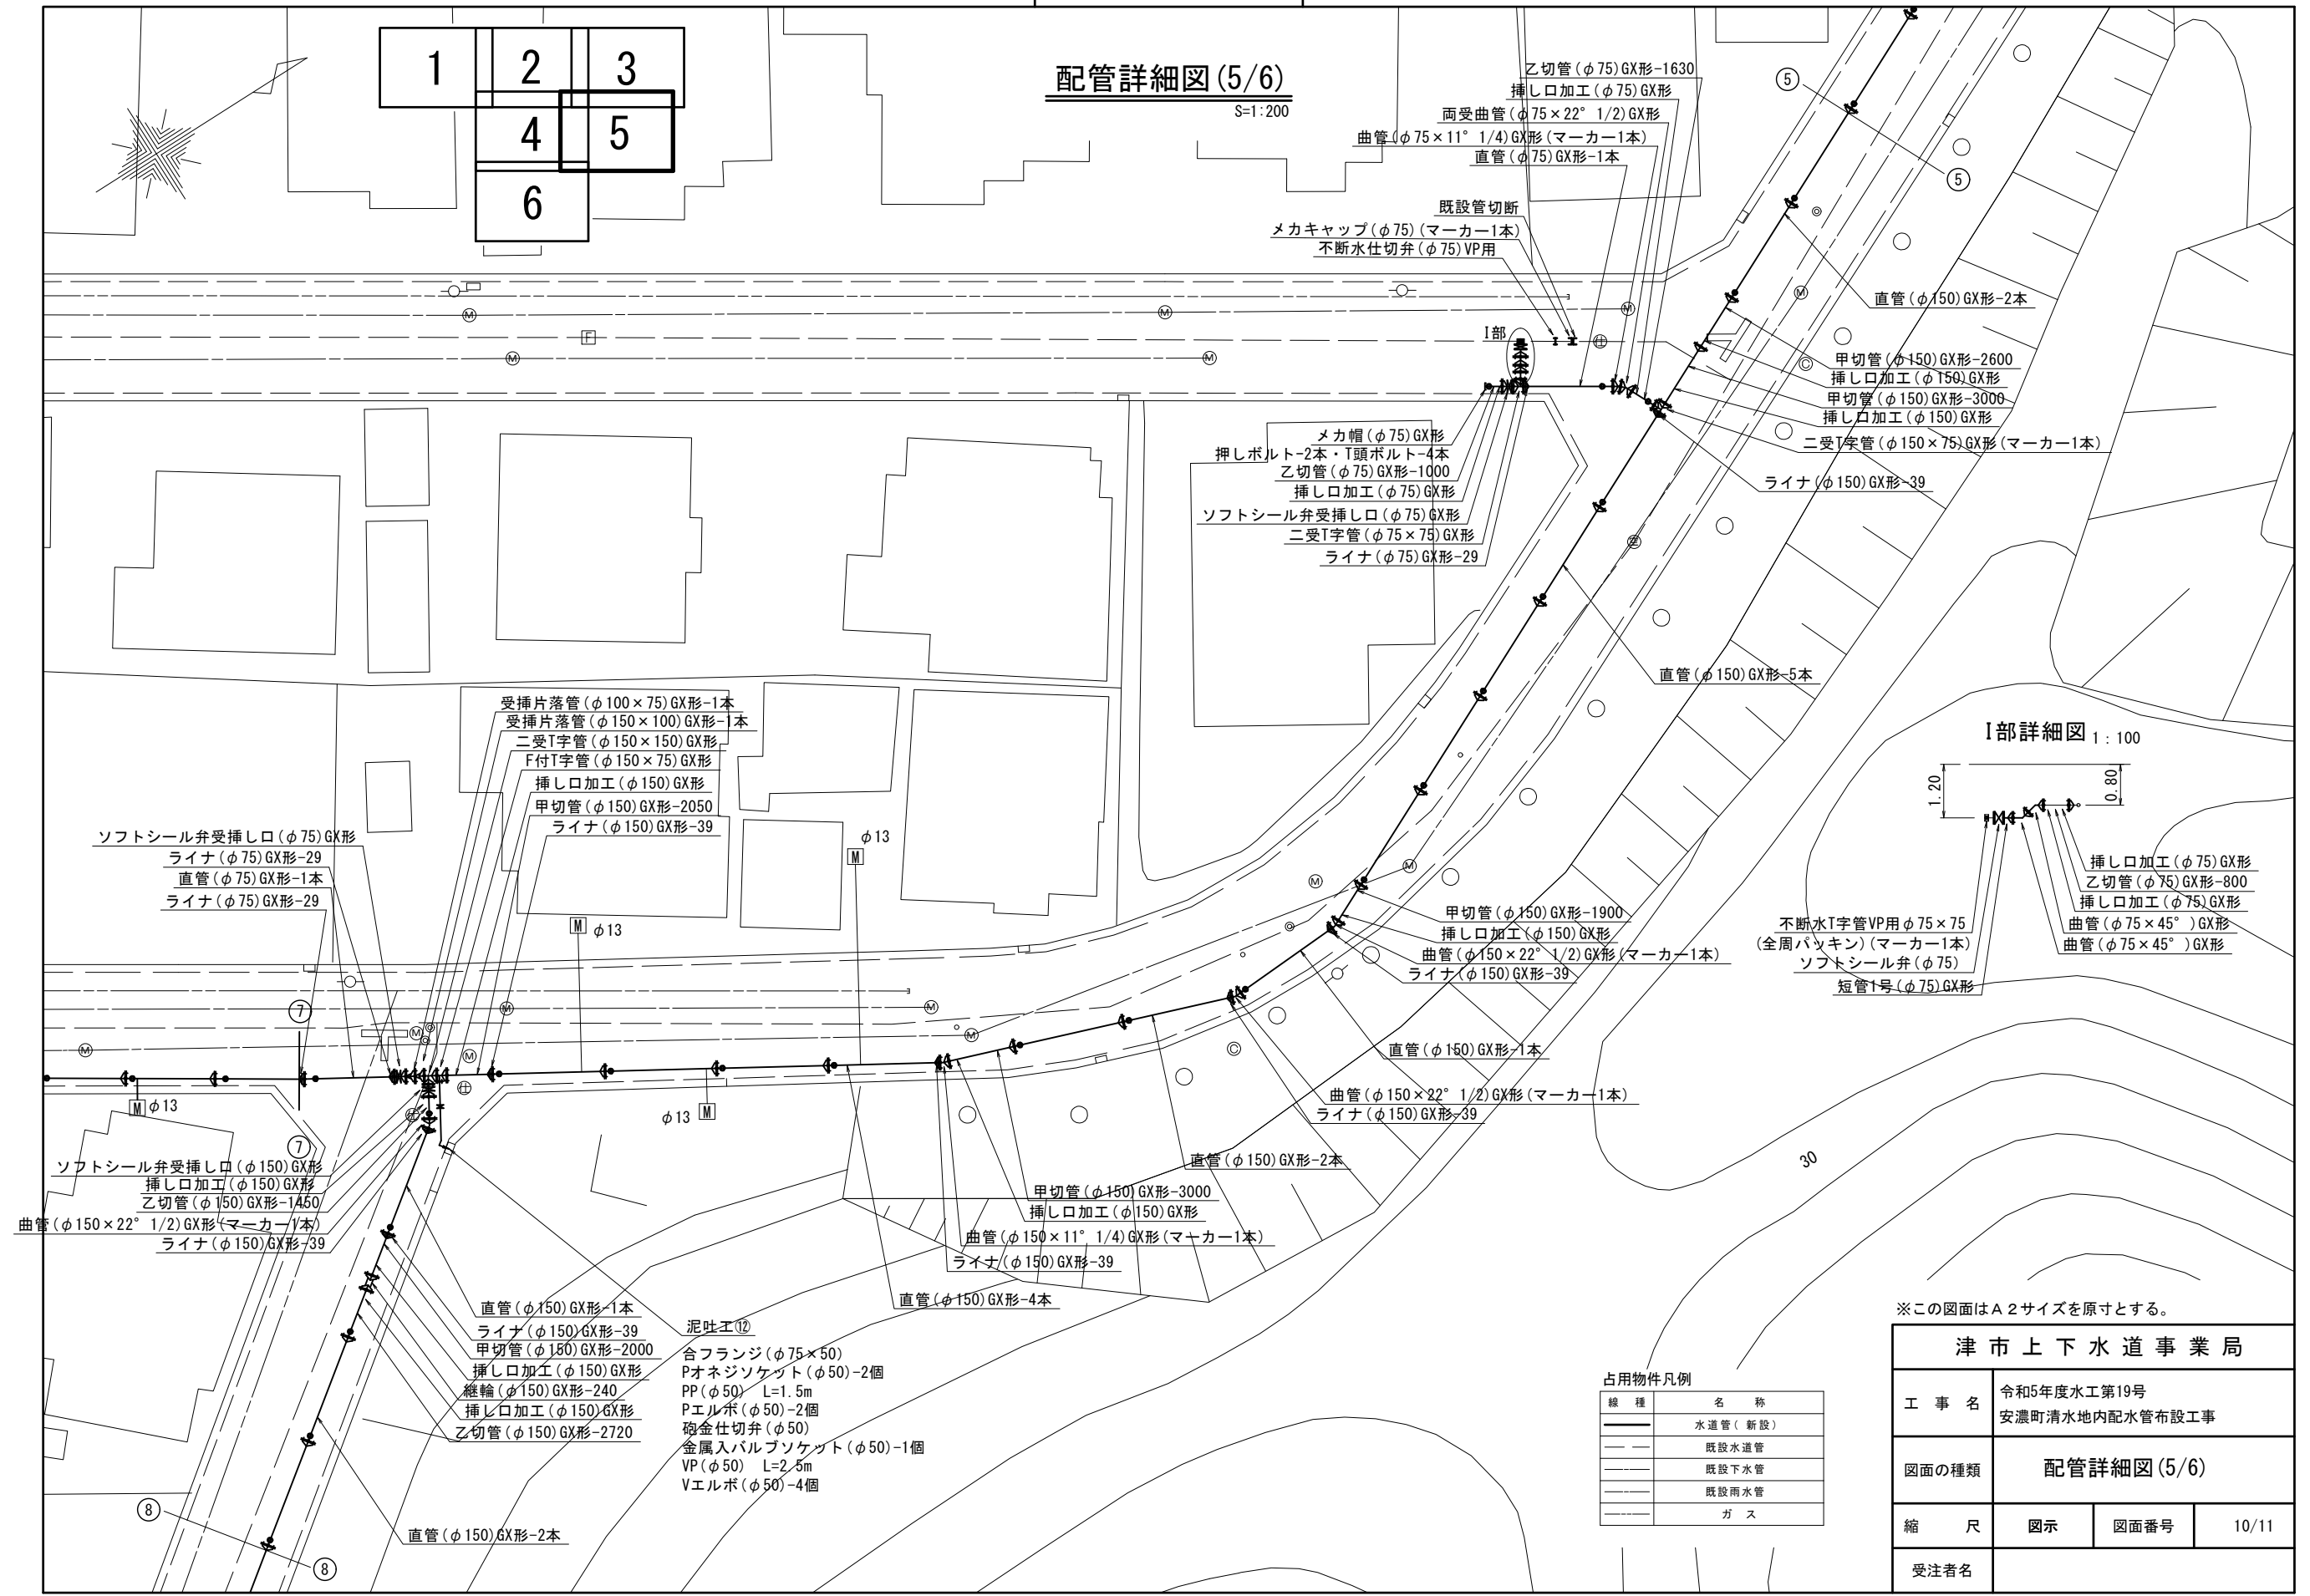 1
2
3
4
5
6
配管詳細図(5/6)
S=1:200
乙切管(φ75)GX形-1630
挿し口加工(φ75)GX形
両受曲管(φ75×22° 1/2)GX形
曲管(φ75×11° 1/4)GX形(マーカー1本)
直管(φ75)GX形-1本
既設管切断
メカキャップ(φ75)(マーカー1本)
不断水仕切弁(φ75)VP用
5
5
直管(φ150)GX形-2本
甲切管(φ150)GX形-2600
挿し口加工(φ150)GX形
甲切管(φ150)GX形-3000
挿し口加工(φ150)GX形
二受T字管(φ150×75)GX形(マーカー1本)
ライナ(φ150)GX形-39
I部
F
M
M
M
M
M
M
仕
C
メカ帽(φ75)GX形
押しボルト-2本・T頭ボルト-4本
乙切管(φ75)GX形-1000
挿し口加工(φ75)GX形
ソフトシール弁受挿し口(φ75)GX形
二受T字管(φ75×75)GX形
ライナ(φ75)GX形-29
直管(φ150)GX形-5本
I部詳細図 1:100
1.20
0.80
挿し口加工(φ75)GX形
乙切管(φ75)GX形-800
挿し口加工(φ75)GX形
曲管(φ75×45°)GX形
曲管(φ75×45°)GX形
不断水T字管VP用φ75×75
(全周パッキン)(マーカー1本)
ソフトシール弁(φ75)
短管1号(φ75)GX形
受挿片落管(φ100×75)GX形-1本
受挿片落管(φ150×100)GX形-1本
二受T字管(φ150×150)GX形
F付T字管(φ150×75)GX形
挿し口加工(φ150)GX形
甲切管(φ150)GX形-2050
ライナ(φ150)GX形-39
ソフトシール弁受挿し口(φ75)GX形
ライナ(φ75)GX形-29
直管(φ75)GX形-1本
ライナ(φ75)GX形-29
M φ13
φ13
M
甲切管(φ150)GX形-1900
挿し口加工(φ150)GX形
曲管(φ150×22° 1/2)GX形(マーカー1本)
ライナ(φ150)GX形-39
M
M
M
M
M
M
M
M
C
7
7
直管(φ150)GX形-1本
曲管(φ150×22° 1/2)GX形(マーカー1本)
ライナ(φ150)GX形-39
M φ13
φ13 M
仕
仕
直管(φ150)GX形-2本
甲切管(φ150)GX形-3000
挿し口加工(φ150)GX形
曲管(φ150×11° 1/4)GX形(マーカー1本)
ライナ(φ150)GX形-39
直管(φ150)GX形-4本
30
ソフトシール弁受挿し口(φ150)GX形
挿し口加工(φ150)GX形
乙切管(φ150)GX形-1450
曲管(φ150×22° 1/2)GX形(マーカー1本)
ライナ(φ150)GX形-39
直管(φ150)GX形-1本
ライナ(φ150)GX形-39
甲切管(φ150)GX形-2000
挿し口加工(φ150)GX形
継輪(φ150)GX形-240
挿し口加工(φ150)GX形
乙切管(φ150)GX形-2720
泥吐工⑫
合フランジ(φ75×50)
Pオネジソケット(φ50)-2個
PP(φ50) L=1.5m
Pエルボ(φ50)-2個
砲金仕切弁(φ50)
金属入バルブソケット(φ50)-1個
VP(φ50) L=2.5m
Vエルボ(φ50)-4個
8
8
直管(φ150)GX形-2本
占用物件凡例
線種 名称
水道管(新設)
既設水道管
既設下水管
既設雨水管
ガス
※この図面はA2サイズを原寸とする。
津市上下水道事業局
工事名 令和5年度水工第19号
安濃町清水地内配水管布設工事
図面の種類 配管詳細図(5/6)
縮尺 図示 図面番号 10/11
受注者名